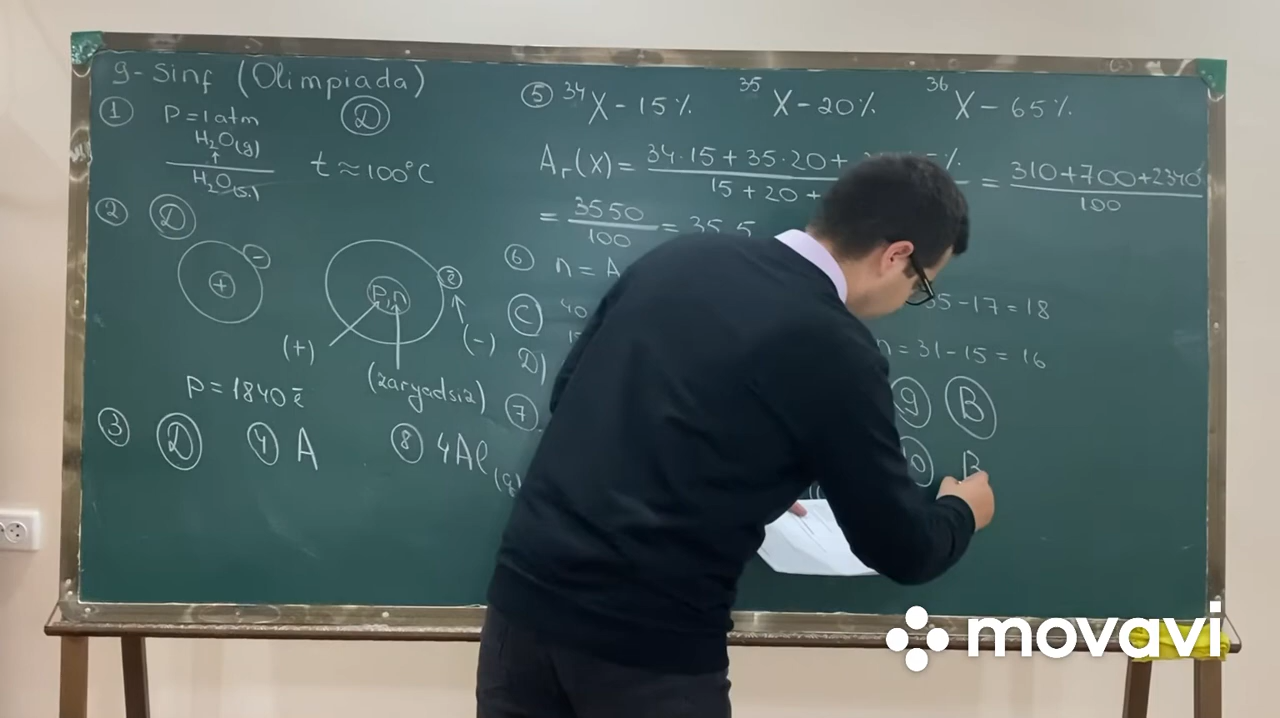 9-Sinf (Olimpiada)
① P=1atm Ⓓ
H₂O(g)
↑
H₂O(s.)
t ≈ 100°C
② Ⓓ
-
+
p,n
ē
(+)
(-)
(zaryadsiz)
p=1840ē
③ Ⓓ ④ A
⑤ ³⁴X-15% ³⁵X-20% ³⁶X-65%
Aᵣ(X)= 34·15+35·20+ % = 310+700+2340
15+20+ 100
= 3550 = 35,5
100
⑥ n=A
Ⓒ 40 35-17=18
D) n=31-15=16
⑦
⑧ 4Al(g)
⑨ Ⓑ
⑩ B
movavi